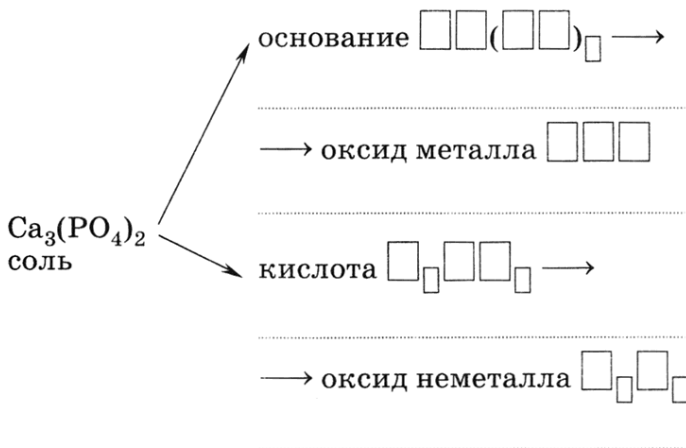 основание □□(□□)□ →
→ оксид металла □□□
Ca₃(PO₄)₂
соль
кислота □□□□□ →
→ оксид неметалла □□□□